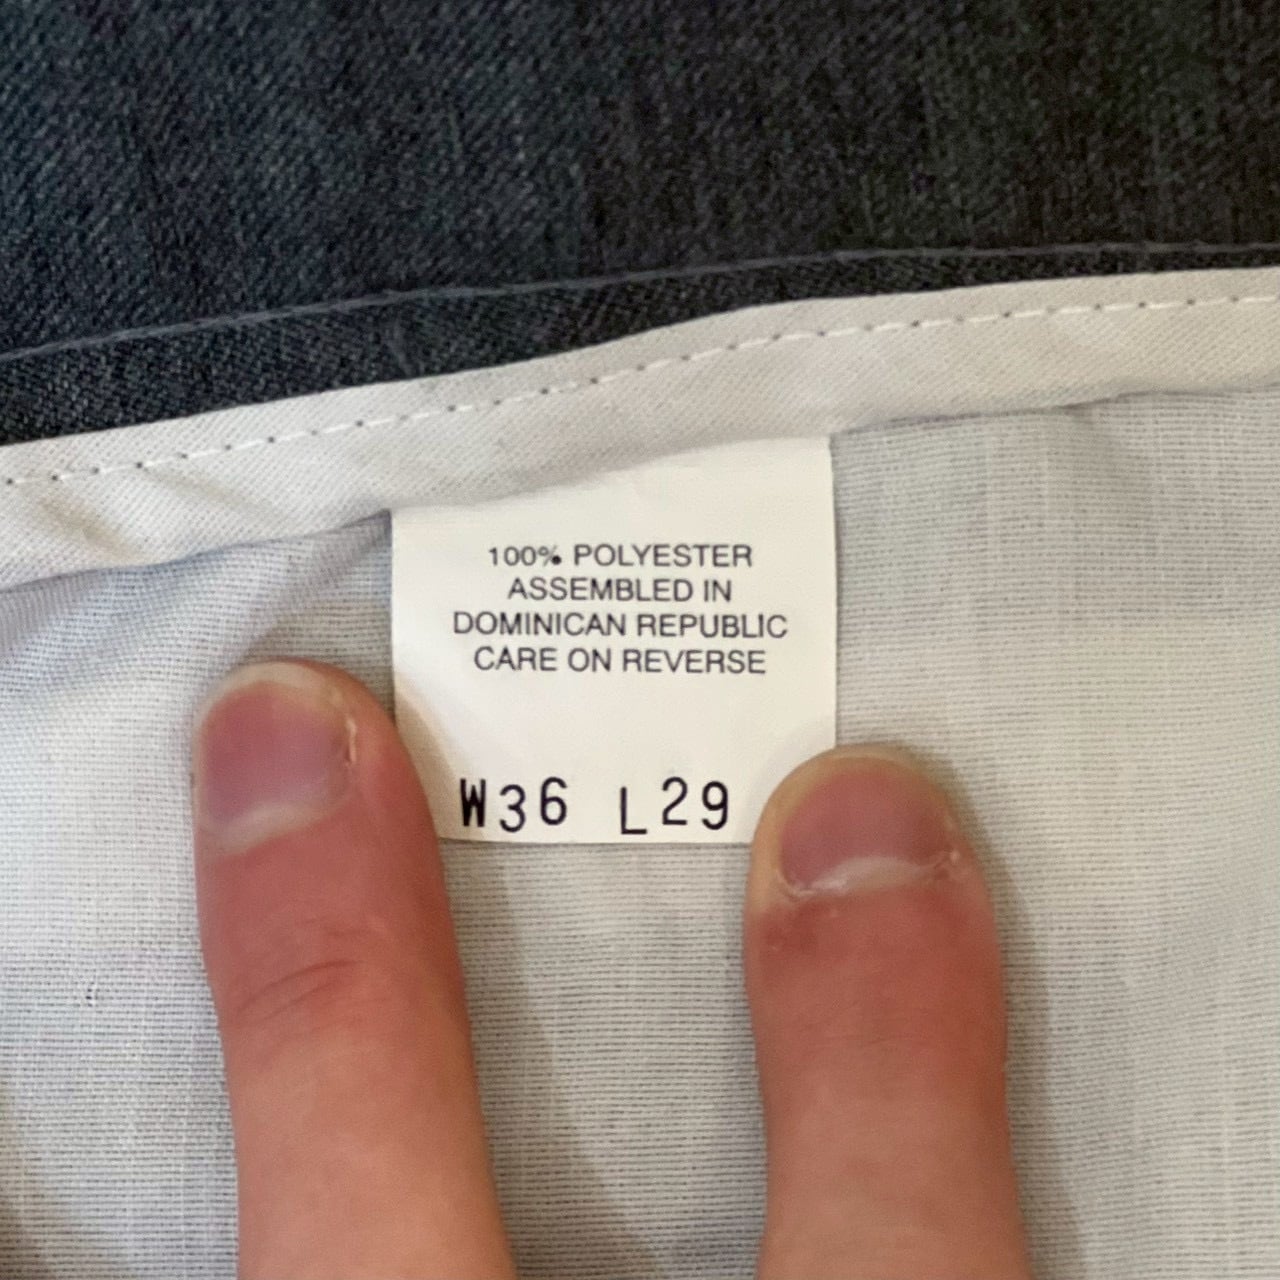 100% POLYESTER
ASSEMBLED IN
DOMINICAN REPUBLIC
CARE ON REVERSE
W36 L29